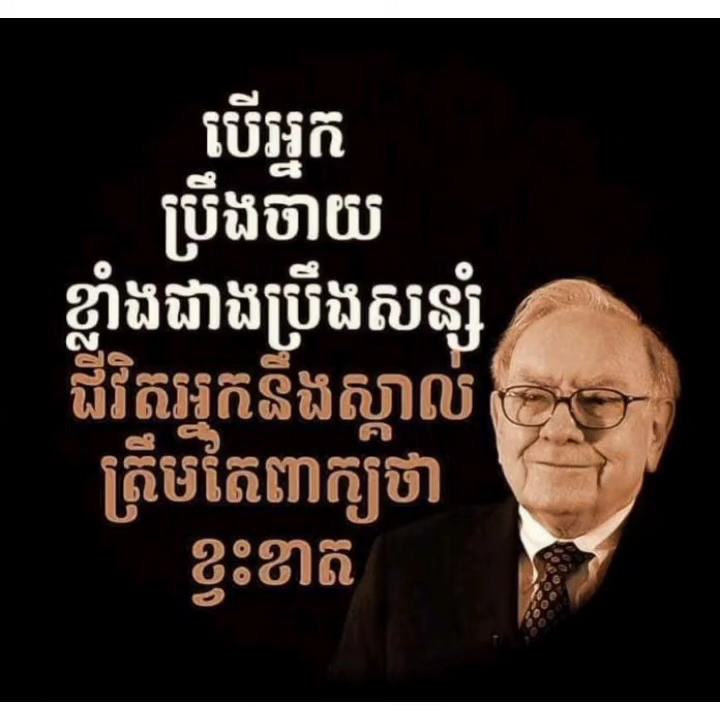 បើអ្នក
ប្រឹងចាយ
ខ្លាំងជាងប្រឹងសន្សំ
ជីវិតអ្នកនឹងស្គាល់
ត្រឹមតែពាក្យថា
ខ្វះខាត